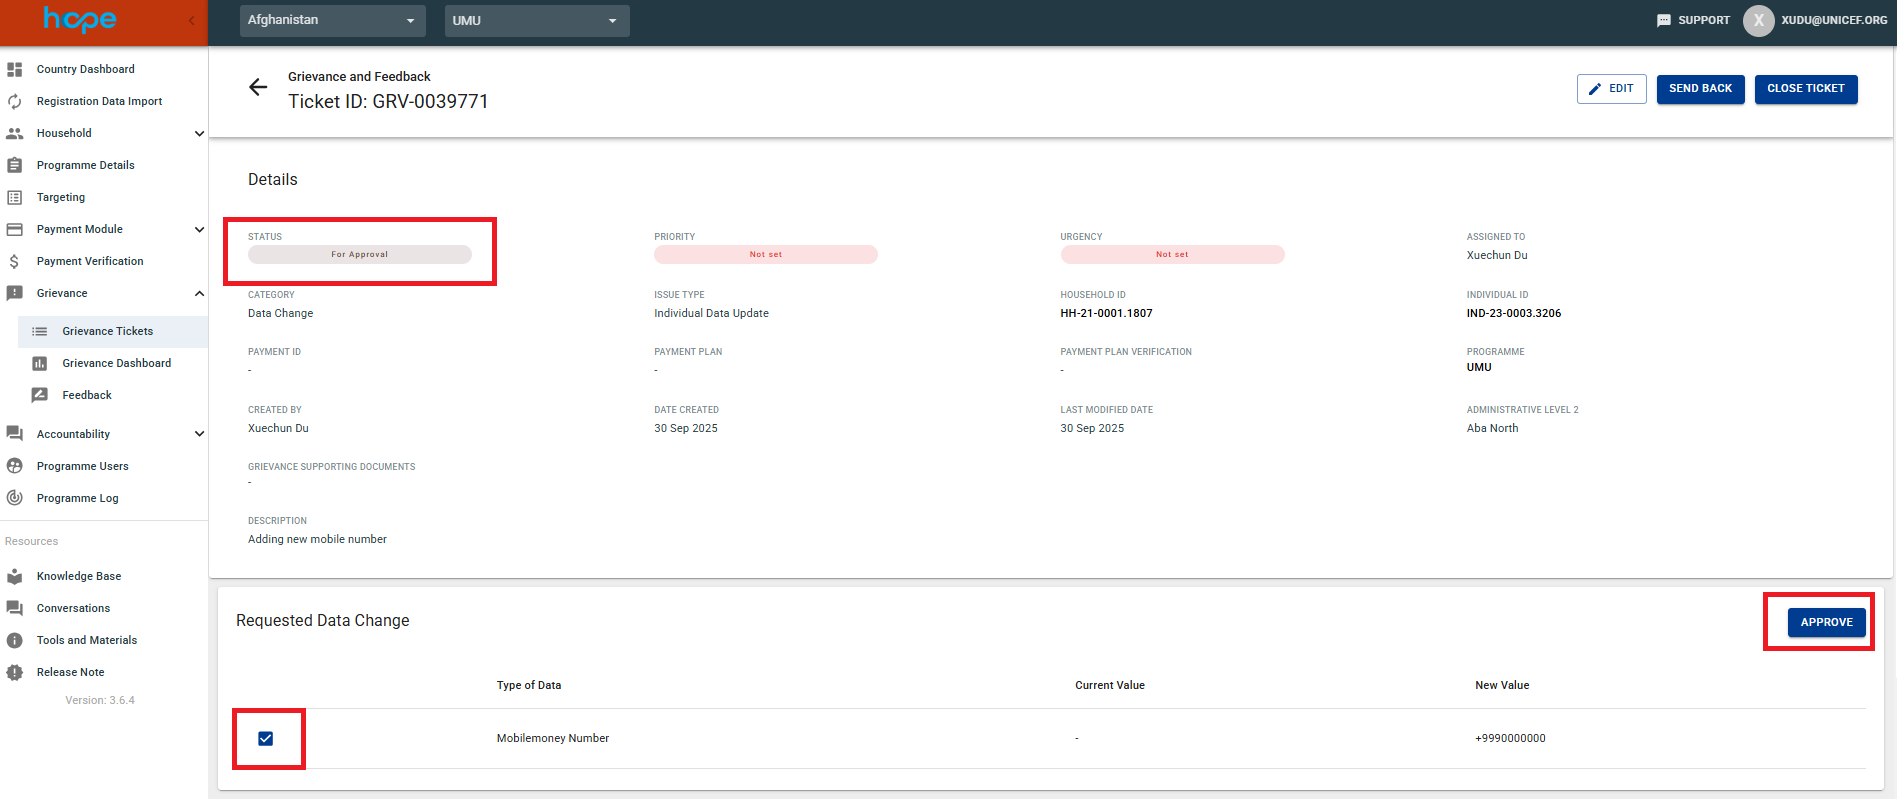 hope
Afghanistan
UMU
SUPPORT
X
XUDU@UNICEF.ORG
Country Dashboard
Registration Data Import
Household
Programme Details
Targeting
Payment Module
Payment Verification
Grievance
Grievance Tickets
Grievance Dashboard
Feedback
Accountability
Programme Users
Programme Log
Resources
Knowledge Base
Conversations
Tools and Materials
Release Note
Version: 3.6.4
Grievance and Feedback
Ticket ID: GRV-0039771
EDIT
SEND BACK
CLOSE TICKET
Details
STATUS
For Approval
PRIORITY
Not set
URGENCY
Not set
ASSIGNED TO
Xuechun Du
CATEGORY
Data Change
ISSUE TYPE
Individual Data Update
HOUSEHOLD ID
HH-21-0001.1807
INDIVIDUAL ID
IND-23-0003.3206
PAYMENT ID
-
PAYMENT PLAN
-
PAYMENT PLAN VERIFICATION
-
PROGRAMME
UMU
CREATED BY
Xuechun Du
DATE CREATED
30 Sep 2025
LAST MODIFIED DATE
30 Sep 2025
ADMINISTRATIVE LEVEL 2
Aba North
GRIEVANCE SUPPORTING DOCUMENTS
-
DESCRIPTION
Adding new mobile number
Requested Data Change
APPROVE
Type of Data Current Value New Value
Mobilemoney Number - +9990000000